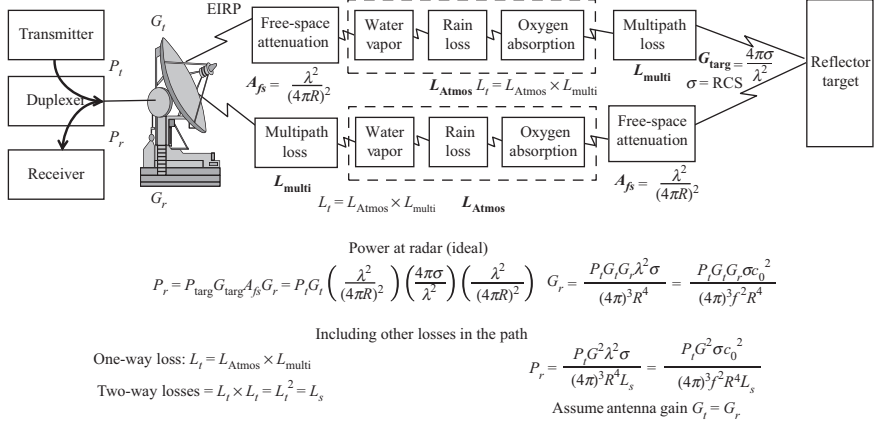 Transmitter
Duplexer
Receiver
P_t
P_r
G_t
G_r
EIRP
Free-space attenuation
A_fs = λ² / (4πR)²
Water vapor
Rain loss
Oxygen absorption
L_Atmos L_t = L_Atmos × L_multi
Multipath loss
L_multi
G_targ = 4πσ / λ²
σ = RCS
Reflector target
Multipath loss
L_multi
Water vapor
Rain loss
Oxygen absorption
L_t = L_Atmos × L_multi L_Atmos
Free-space attenuation
A_fs = λ² / (4πR)²
Power at radar (ideal)
P_r = P_targ G_targ A_fs G_r = P_t G_t (λ² / (4πR)²) (4πσ / λ²) (λ² / (4πR)²) G_r = P_t G_t G_r λ² σ / (4π)³ R⁴ = P_t G_t G_r σ c₀² / (4π)³ f² R⁴
Including other losses in the path
One-way loss: L_t = L_Atmos × L_multi
Two-way losses = L_t × L_t = L_t² = L_s
P_r = P_t G² λ² σ / (4π)³ R⁴ L_s = P_t G² σ c₀² / (4π)³ f² R⁴ L_s
Assume antenna gain G_t = G_r